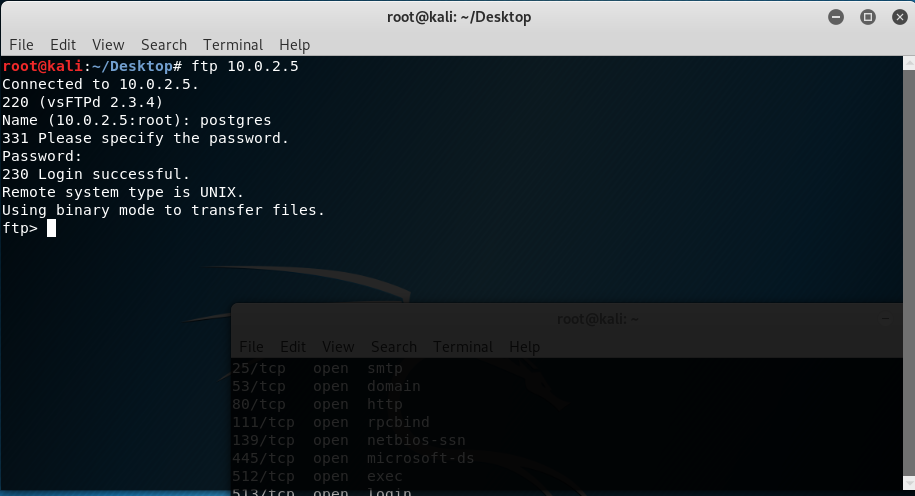 root@kali: ~/Desktop
File Edit View Search Terminal Help
root@kali:~/Desktop# ftp 10.0.2.5
Connected to 10.0.2.5.
220 (vsFTPd 2.3.4)
Name (10.0.2.5:root): postgres
331 Please specify the password.
Password:
230 Login successful.
Remote system type is UNIX.
Using binary mode to transfer files.
ftp>
root@kali: ~
File Edit View Search Terminal Help
25/tcp open smtp
53/tcp open domain
80/tcp open http
111/tcp open rpcbind
139/tcp open netbios-ssn
445/tcp open microsoft-ds
512/tcp open exec
513/tcp open login